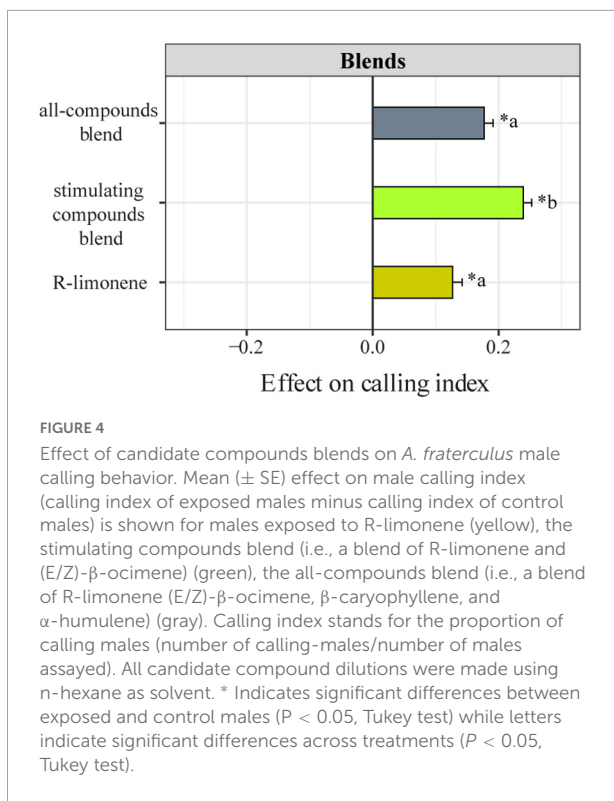 Blends
all-compounds
blend
*a
stimulating
compounds
blend
*b
R-limonene
*a
−0.2
0.0
0.2
Effect on calling index
FIGURE 4
Effect of candidate compounds blends on A. fraterculus male
calling behavior. Mean (± SE) effect on male calling index
(calling index of exposed males minus calling index of control
males) is shown for males exposed to R-limonene (yellow), the
stimulating compounds blend (i.e., a blend of R-limonene and
(E/Z)-β-ocimene) (green), the all-compounds blend (i.e., a blend
of R-limonene (E/Z)-β-ocimene, β-caryophyllene, and
α-humulene) (gray). Calling index stands for the proportion of
calling males (number of calling-males/number of males
assayed). All candidate compound dilutions were made using
n-hexane as solvent. * Indicates significant differences between
exposed and control males (P < 0.05, Tukey test) while letters
indicate significant differences across treatments (P < 0.05,
Tukey test).